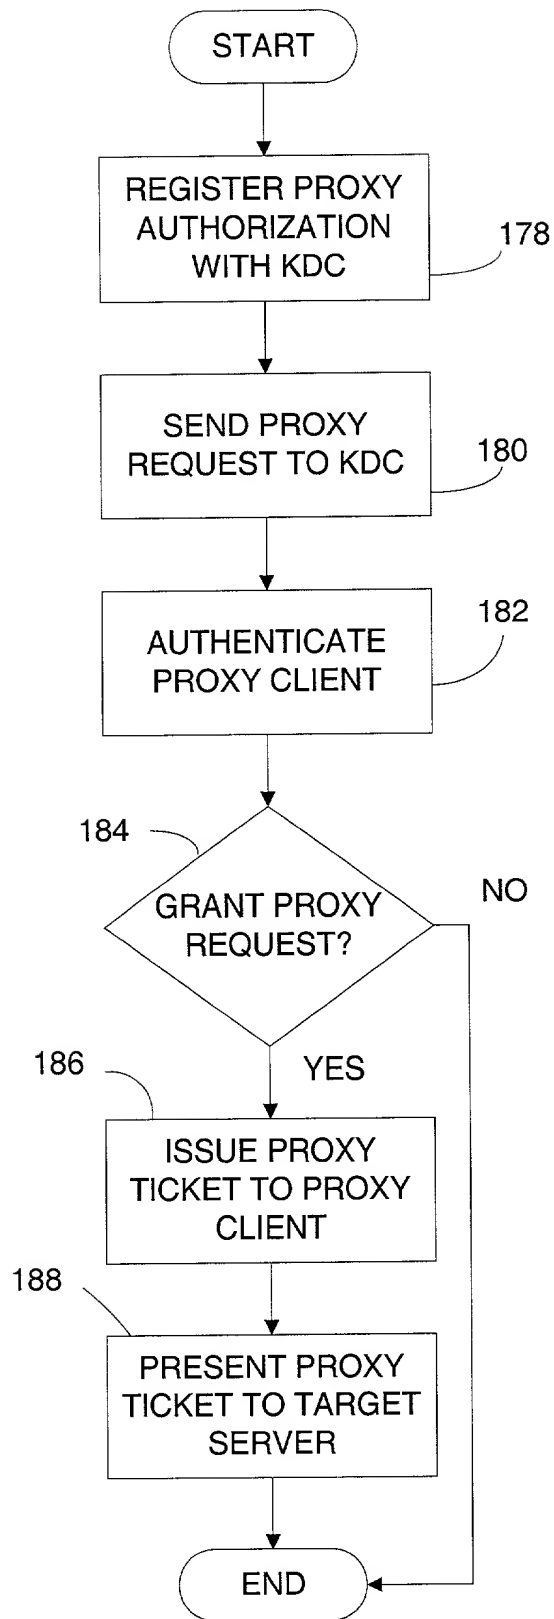 START
REGISTER PROXY
AUTHORIZATION
WITH KDC
178
SEND PROXY
REQUEST TO KDC
180
AUTHENTICATE
PROXY CLIENT
182
184
GRANT PROXY
REQUEST?
NO
YES
186
ISSUE PROXY
TICKET TO PROXY
CLIENT
188
PRESENT PROXY
TICKET TO TARGET
SERVER
END